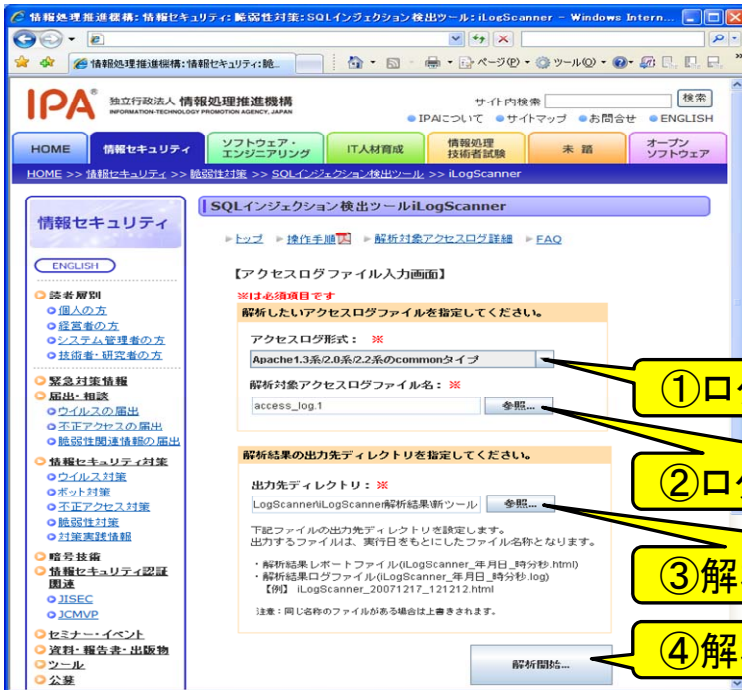 情報処理推進機構:情報セキュリティ:脆弱性対策:SQLインジェクション検出ツール:iLogScanner - Windows Intern...
情報処理推進機構:情報セキュリティ:脆...
ページ(P)
ツール(O)
IPA 独立行政法人 情報処理推進機構
INFORMATION-TECHNOLOGY PROMOTION AGENCY, JAPAN
サイト内検索
検索
IPAについて
サイトマップ
お問合せ
ENGLISH
HOME
情報セキュリティ
ソフトウェア・
エンジニアリング
IT人材育成
情報処理
技術者試験
未踏
オープン
ソフトウェア
HOME >> 情報セキュリティ >> 脆弱性対策 >> SQLインジェクション検出ツール >> iLogScanner
情報セキュリティ
ENGLISH
読者層別
個人の方
経営者の方
システム管理者の方
技術者・研究者の方
緊急対策情報
届出・相談
ウイルスの届出
不正アクセスの届出
脆弱性関連情報の届出
情報セキュリティ対策
ウイルス対策
ボット対策
不正アクセス対策
脆弱性対策
対策実践情報
暗号技術
情報セキュリティ認証
関連
JISEC
JCMVP
セミナー・イベント
資料・報告書・出版物
ツール
公募
SQLインジェクション検出ツールiLogScanner
トップ
操作手順
解析対象アクセスログ詳細
FAQ
【アクセスログファイル入力画面】
※は必須項目です
解析したいアクセスログファイルを指定してください。
アクセスログ形式: ※
Apache1.3系/2.0系/2.2系のcommonタイプ
解析対象アクセスログファイル名: ※
access_log.1
参照...
解析結果の出力先ディレクトリを指定してください。
出力先ディレクトリ: ※
LogScanner\iLogScanner解析結果\新ツール
参照...
下記ファイルの出力先ディレクトリを設定します。
出力するファイルは、実行日をもとにしたファイル名称となります。
・解析結果レポートファイル(iLogScanner_年月日_時分秒.html)
・解析結果ログファイル(iLogScanner_年月日_時分秒.log)
【例】 iLogScanner_20071217_121212.html
注意:同じ名称のファイルがある場合は上書きされます。
解析開始...
①ロ
②ロ
③解
④解